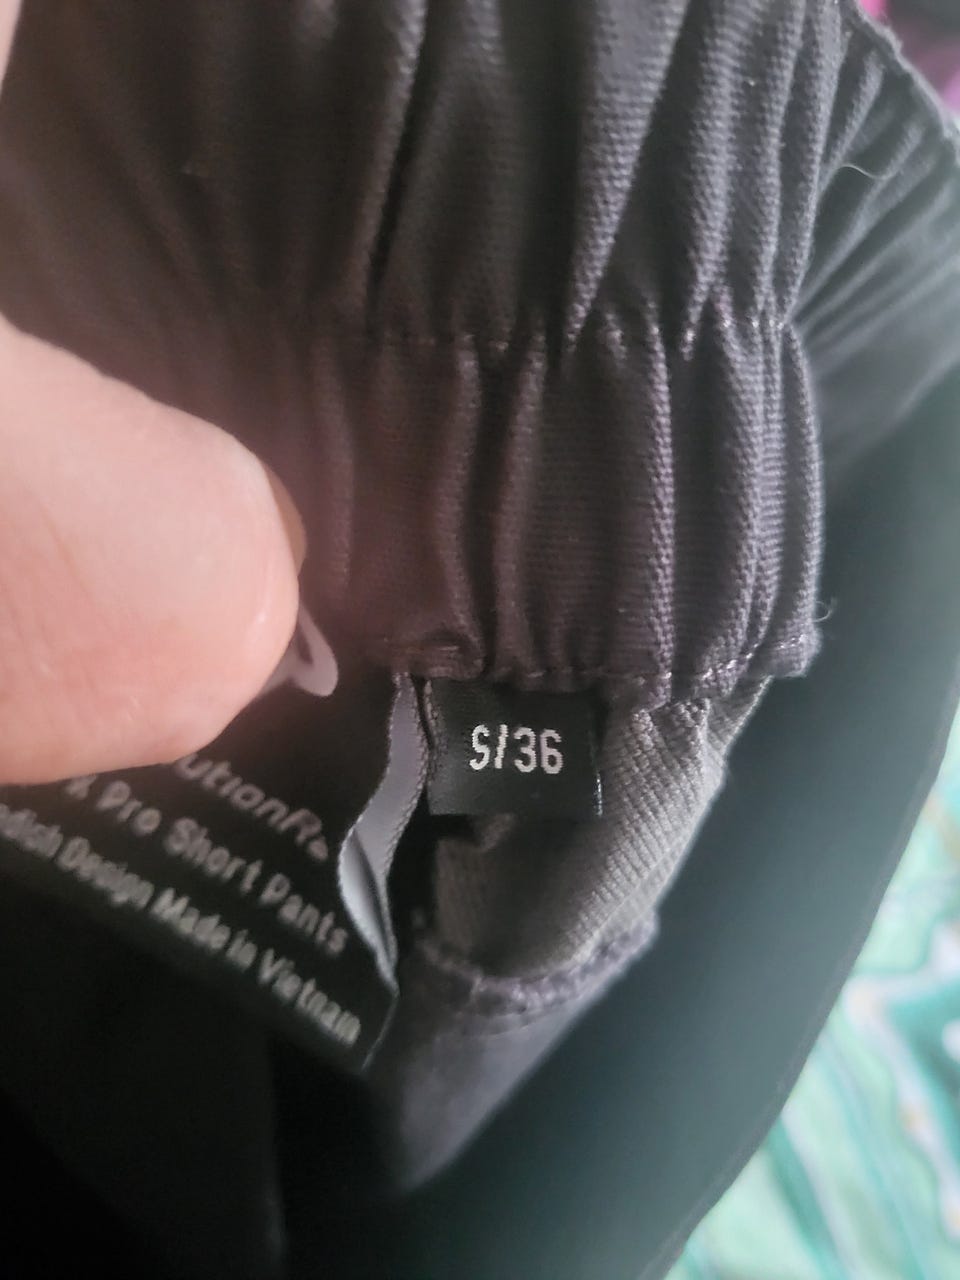 S/36
Pro Short Pants
Design Made in Vietnam